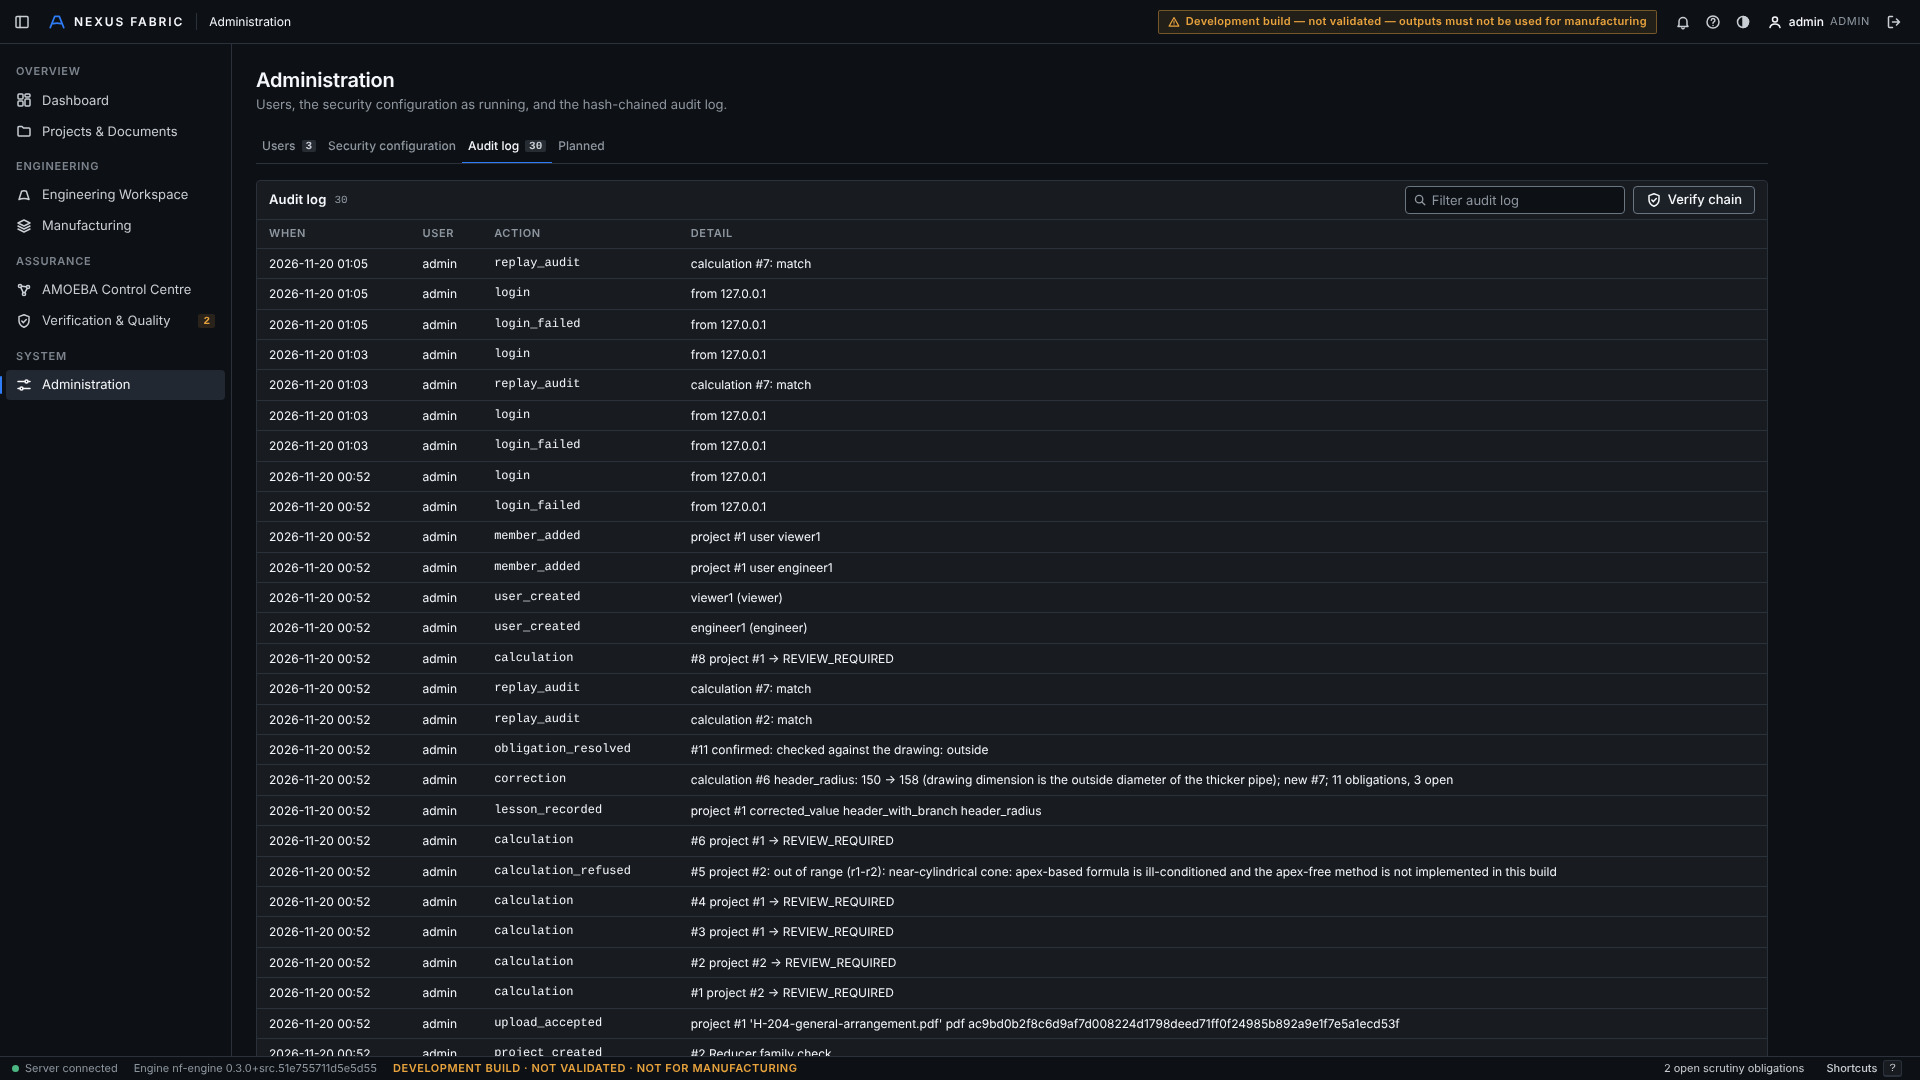 NEXUS FABRIC Administration
Development build — not validated — outputs must not be used for manufacturing
admin ADMIN
OVERVIEW
Dashboard
Projects & Documents
ENGINEERING
Engineering Workspace
Manufacturing
ASSURANCE
AMOEBA Control Centre
Verification & Quality 2
SYSTEM
Administration
Administration
Users, the security configuration as running, and the hash-chained audit log.
Users 3 Security configuration Audit log 30 Planned
Audit log 30 Filter audit log Verify chain
WHEN USER ACTION DETAIL
2026-11-20 01:05 admin replay_audit calculation #7: match
2026-11-20 01:05 admin login from 127.0.0.1
2026-11-20 01:05 admin login_failed from 127.0.0.1
2026-11-20 01:03 admin login from 127.0.0.1
2026-11-20 01:03 admin replay_audit calculation #7: match
2026-11-20 01:03 admin login from 127.0.0.1
2026-11-20 01:03 admin login_failed from 127.0.0.1
2026-11-20 00:52 admin login from 127.0.0.1
2026-11-20 00:52 admin login_failed from 127.0.0.1
2026-11-20 00:52 admin member_added project #1 user viewer1
2026-11-20 00:52 admin member_added project #1 user engineer1
2026-11-20 00:52 admin user_created viewer1 (viewer)
2026-11-20 00:52 admin user_created engineer1 (engineer)
2026-11-20 00:52 admin calculation #8 project #1 → REVIEW_REQUIRED
2026-11-20 00:52 admin replay_audit calculation #7: match
2026-11-20 00:52 admin replay_audit calculation #2: match
2026-11-20 00:52 admin obligation_resolved #11 confirmed: checked against the drawing: outside
2026-11-20 00:52 admin correction calculation #6 header_radius: 150 → 158 (drawing dimension is the outside diameter of the thicker pipe); new #7; 11 obligations, 3 open
2026-11-20 00:52 admin lesson_recorded project #1 corrected_value header_with_branch header_radius
2026-11-20 00:52 admin calculation #6 project #1 → REVIEW_REQUIRED
2026-11-20 00:52 admin calculation_refused #5 project #2: out of range (r1-r2): near-cylindrical cone: apex-based formula is ill-conditioned and the apex-free method is not implemented in this build
2026-11-20 00:52 admin calculation #4 project #1 → REVIEW_REQUIRED
2026-11-20 00:52 admin calculation #3 project #1 → REVIEW_REQUIRED
2026-11-20 00:52 admin calculation #2 project #2 → REVIEW_REQUIRED
2026-11-20 00:52 admin calculation #1 project #2 → REVIEW_REQUIRED
2026-11-20 00:52 admin upload_accepted project #1 'H-204-general-arrangement.pdf' pdf ac9bd0b2f8c6d9af7d008224d1798deed71ff0f24985b892a9e1f7e5a1ecd53f
2026-11-20 00:52 admin project_created #2 Reducer family check
Server connected Engine nf-engine 0.3.0+src.51e755711d5e5d55 DEVELOPMENT BUILD · NOT VALIDATED · NOT FOR MANUFACTURING 2 open scrutiny obligations Shortcuts ?